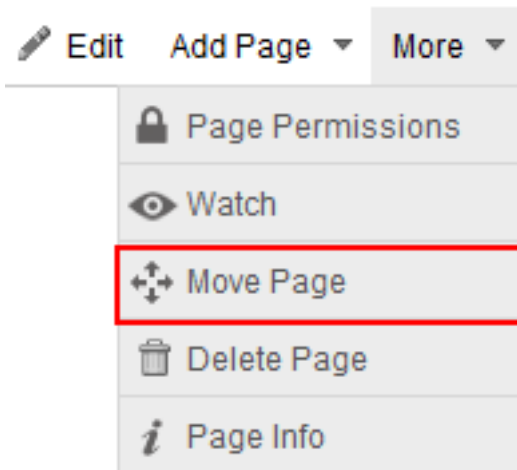 Edit Add Page More
Page Permissions
Watch
Move Page
Delete Page
Page Info